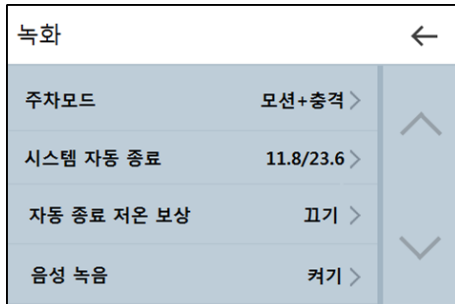 녹화
주차모드 모션+충격
시스템 자동 종료 11.8/23.6
자동 종료 저온 보상 끄기
음성 녹음 켜기